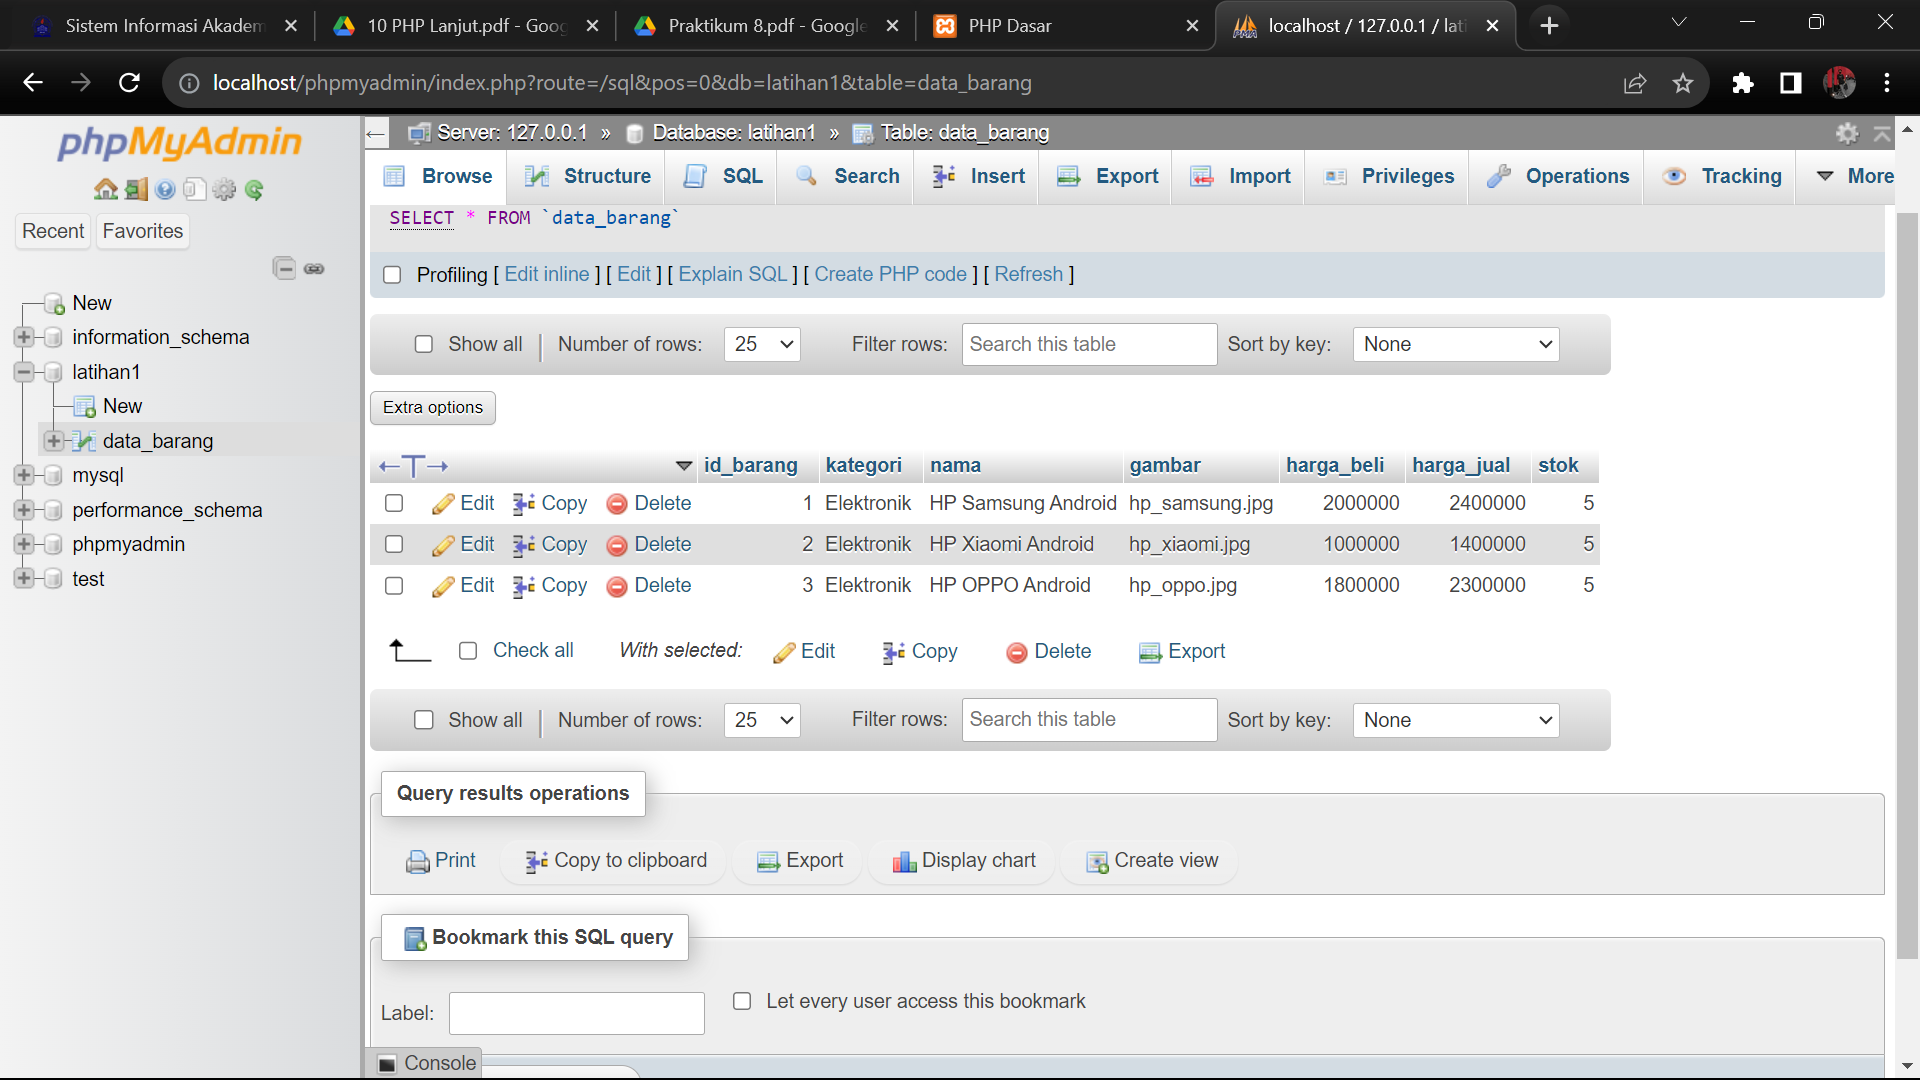 Sistem Informasi Akadem
10 PHP Lanjut.pdf - Goog
Praktikum 8.pdf - Google
PHP Dasar
localhost / 127.0.0.1 / lati
localhost/phpmyadmin/index.php?route=/sql&pos=0&db=latihan1&table=data_barang
phpMyAdmin
Recent
Favorites
New
information_schema
latihan1
New
data_barang
mysql
performance_schema
phpmyadmin
test
Server: 127.0.0.1 » Database: latihan1 » Table: data_barang
Browse Structure SQL Search Insert Export Import Privileges Operations Tracking More
SELECT * FROM `data_barang`
Profiling [ Edit inline ] [ Edit ] [ Explain SQL ] [ Create PHP code ] [ Refresh ]
Show all Number of rows: 25 Filter rows: Search this table Sort by key: None
Extra options
←T→ id_barang kategori nama gambar harga_beli harga_jual stok
Edit Copy Delete 1 Elektronik HP Samsung Android hp_samsung.jpg 2000000 2400000 5
Edit Copy Delete 2 Elektronik HP Xiaomi Android hp_xiaomi.jpg 1000000 1400000 5
Edit Copy Delete 3 Elektronik HP OPPO Android hp_oppo.jpg 1800000 2300000 5
Check all With selected: Edit Copy Delete Export
Show all Number of rows: 25 Filter rows: Search this table Sort by key: None
Query results operations
Print Copy to clipboard Export Display chart Create view
Bookmark this SQL query
Label: Let every user access this bookmark
Console